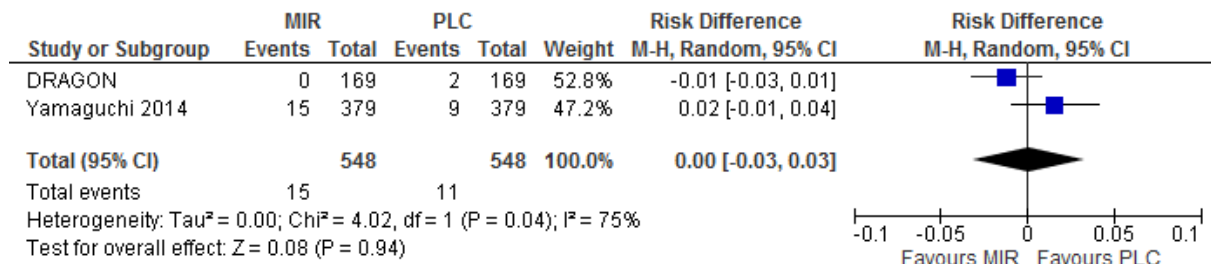 MIR PLC Risk Difference Risk Difference
Study or Subgroup Events Total Events Total Weight M-H, Random, 95% CI M-H, Random, 95% CI
DRAGON 0 169 2 169 52.8% -0.01 [-0.03, 0.01]
Yamaguchi 2014 15 379 9 379 47.2% 0.02 [-0.01, 0.04]
Total (95% CI) 548 548 100.0% 0.00 [-0.03, 0.03]
Total events 15 11
Heterogeneity: Tau² = 0.00; Chi² = 4.02, df = 1 (P = 0.04); I² = 75%
Test for overall effect: Z = 0.08 (P = 0.94)
-0.1 -0.05 0 0.05 0.1
Favours MIR Favours PLC